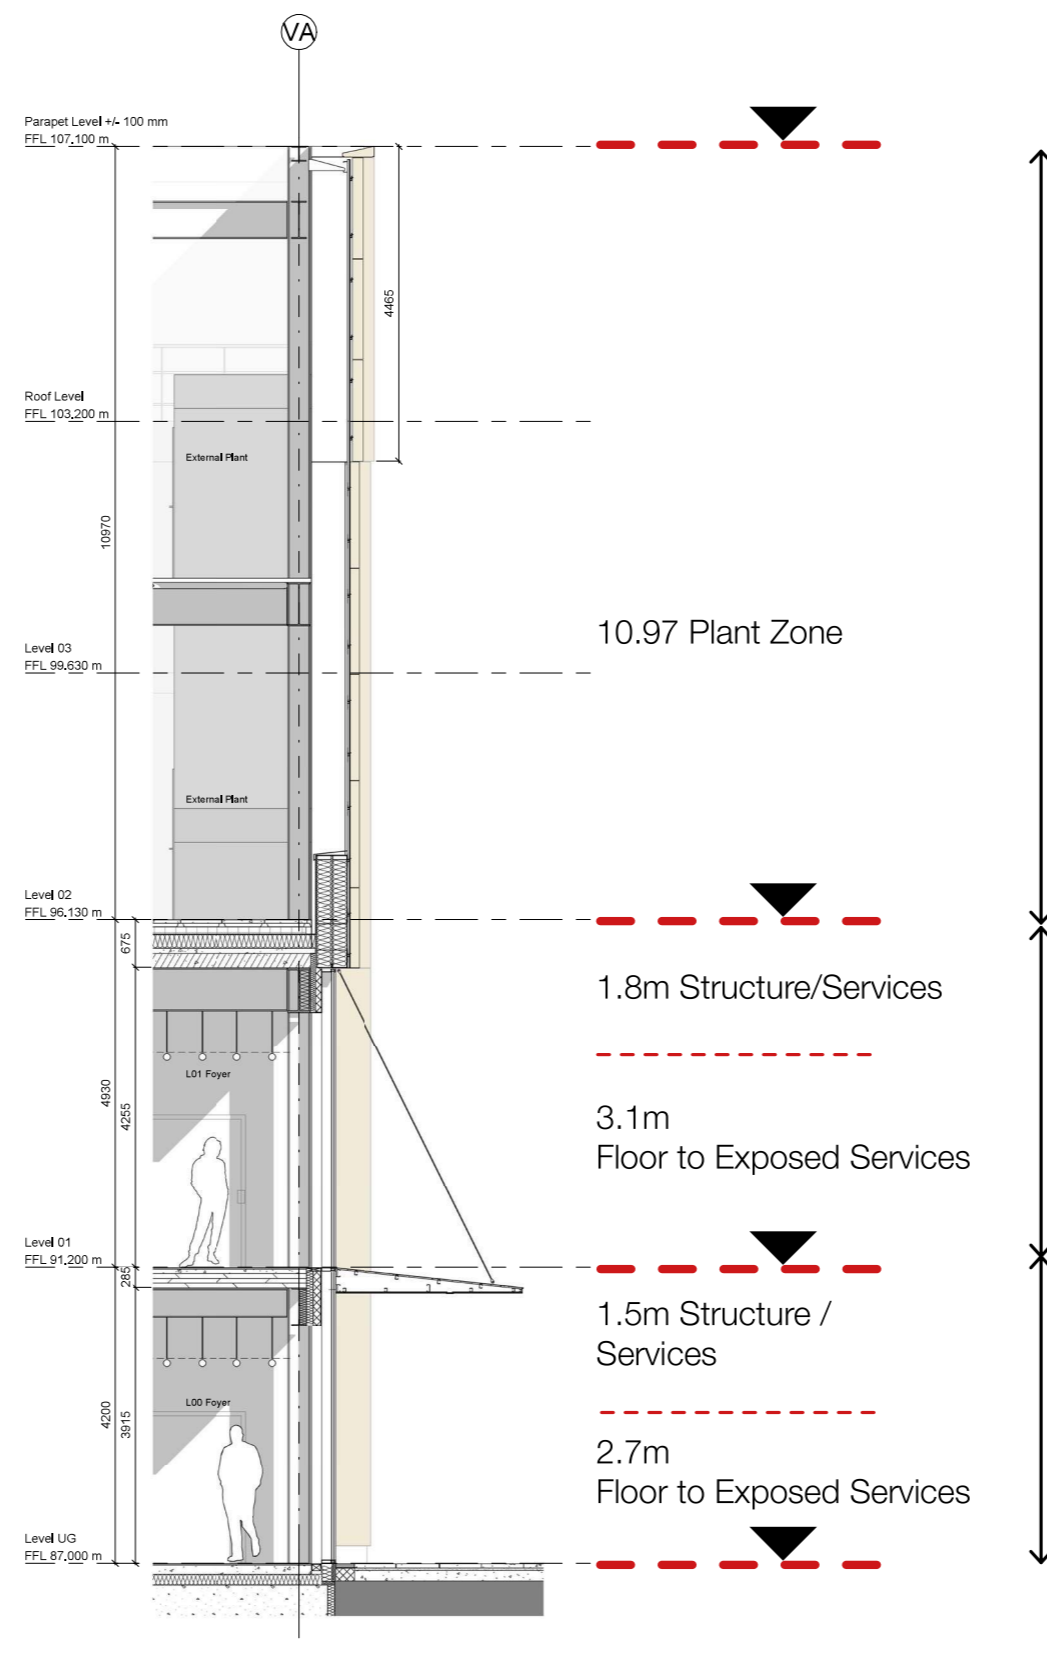 VA
Parapet Level +/- 100 mm
FFL 107.100 m
4465
Roof Level
FFL 103.200 m
External Plant
10970
10.97 Plant Zone
Level 03
FFL 99.630 m
External Plant
Level 02
FFL 96.130 m
675
1.8m Structure/Services
L01 Foyer
4930
4255
3.1m
Floor to Exposed Services
Level 01
FFL 91.200 m
285
1.5m Structure /
Services
L00 Foyer
4200
3915
2.7m
Floor to Exposed Services
Level UG
FFL 87.000 m